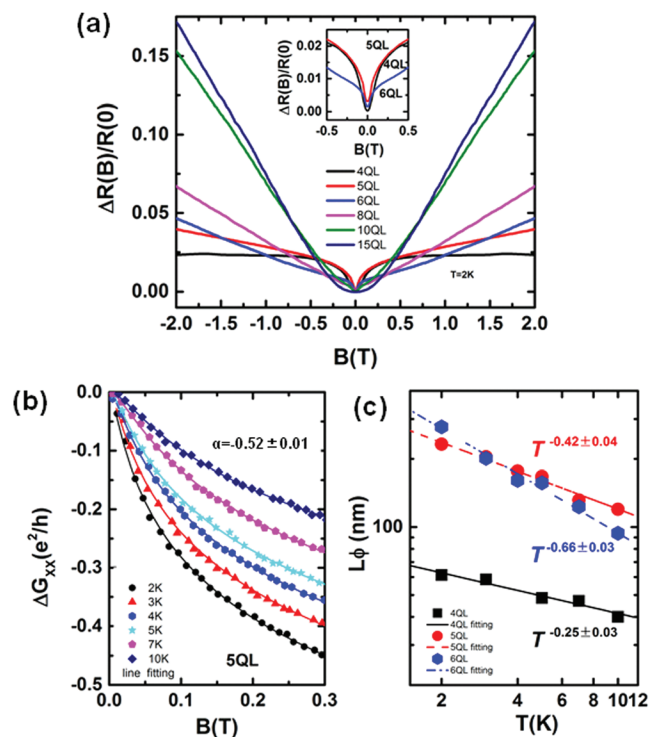 (a)
ΔR(B)/R(0)
0.15
0.10
0.05
0.00
-2.0 -1.5 -1.0 -0.5 0.0 0.5 1.0 1.5 2.0
B(T)
ΔR(B)/R(0)
0.02
0.01
0.00
-0.5 0.0 0.5
B(T)
5QL
4QL
6QL
4QL
5QL
6QL
8QL
10QL
15QL
T=2K
(b)
ΔGxx(e²/h)
0.0
-0.1
-0.2
-0.3
-0.4
-0.5
0.0 0.1 0.2 0.3
B(T)
α=-0.52±0.01
2K
3K
4K
5K
7K
10K
line fitting
5QL
(c)
Lϕ (nm)
100
2 4 6 8 1012
T(K)
T -0.42±0.04
T -0.66±0.03
T -0.25±0.03
4QL
4QL fitting
5QL
5QL fitting
6QL
6QL fitting